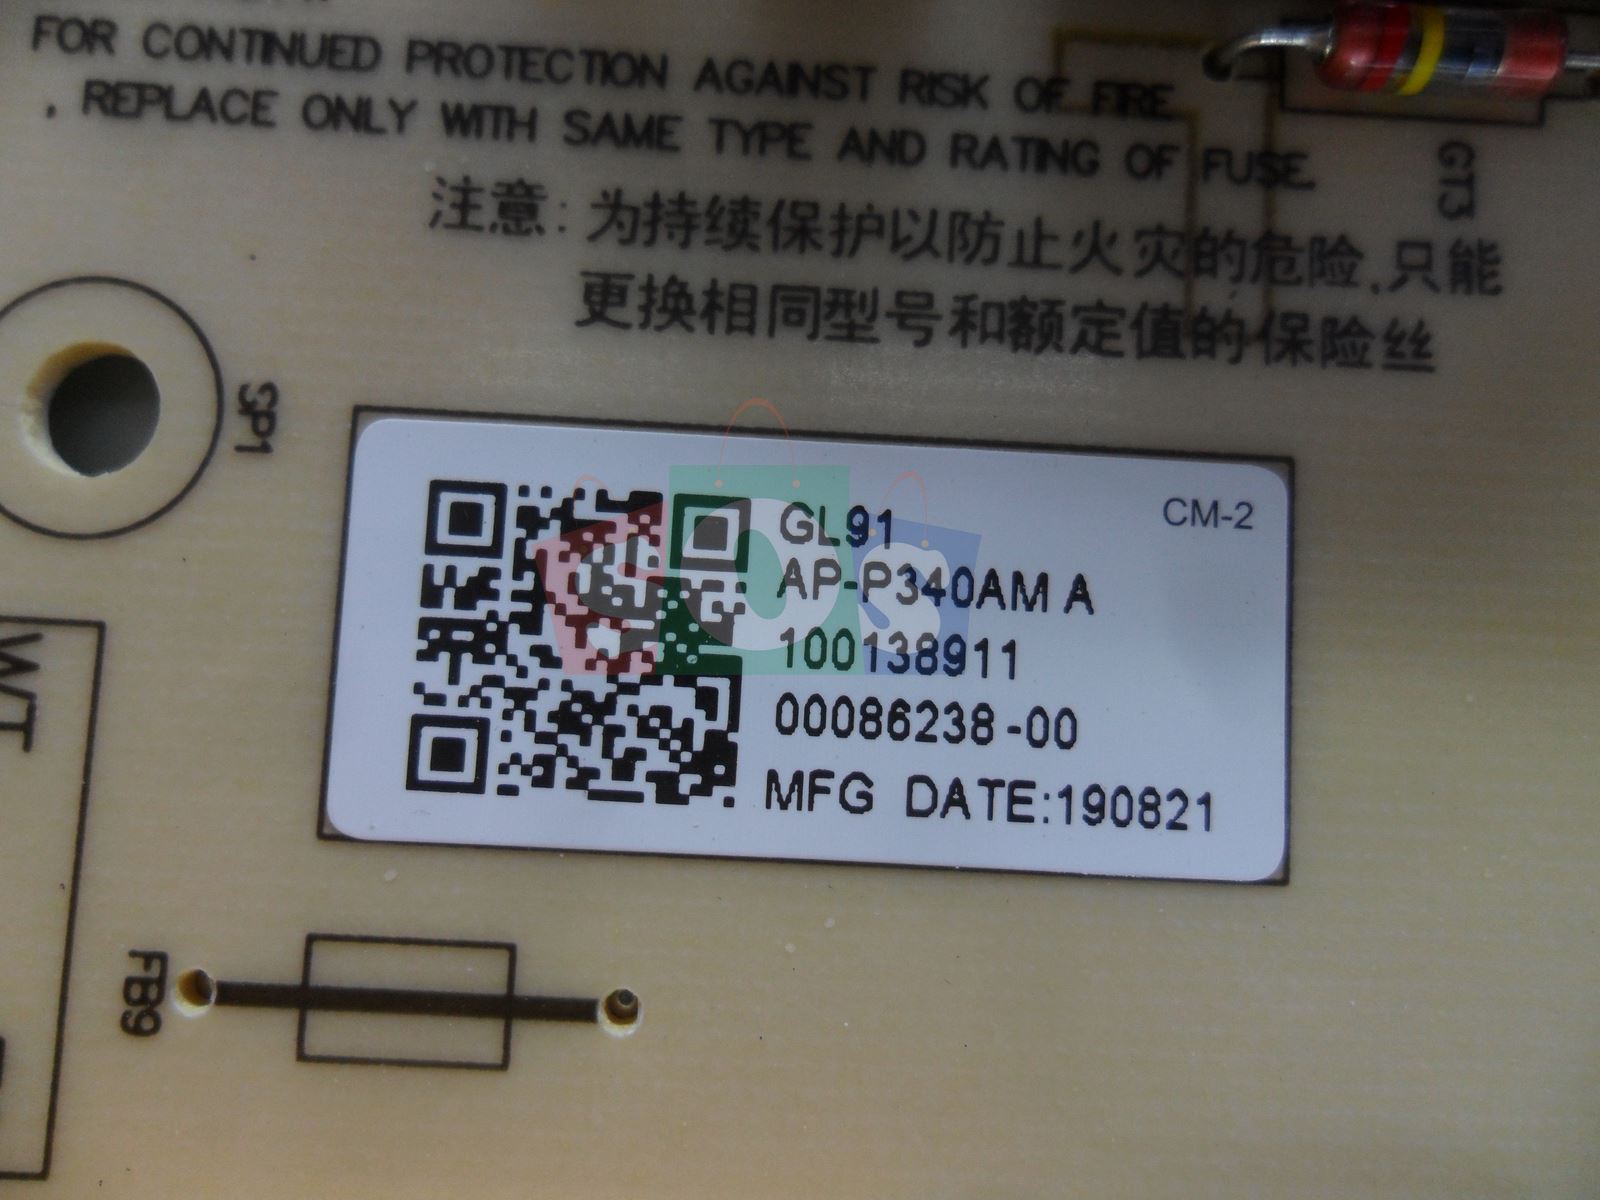 FOR CONTINUED PROTECTION AGAINST RISK OF FIRE
, REPLACE ONLY WITH SAME TYPE AND RATING OF FUSE.
GT3
注意:为持续保护以防止火灾的危险,只能
更换相同型号和额定值的保险丝
SP1
CM-2
GL91
AP-P340AM A
100138911
00086238-00
MFG DATE:190821
SOS
WT
FB9